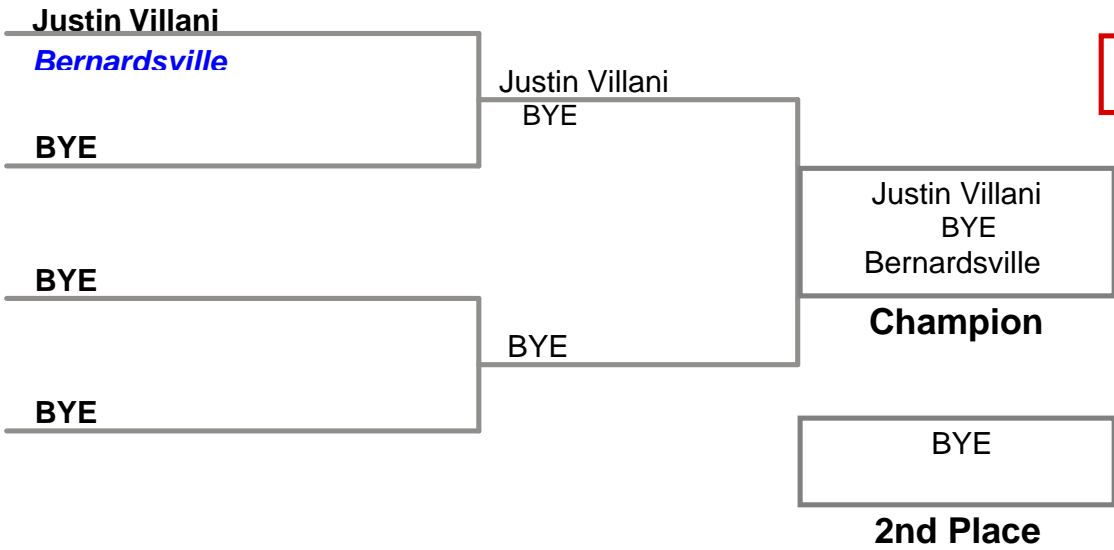 Justin Villani
Bernardsville
BYE
BYE
BYE
Justin Villani
BYE
BYE
Justin Villani
BYE
Bernardsville
Champion
BYE
2nd Place